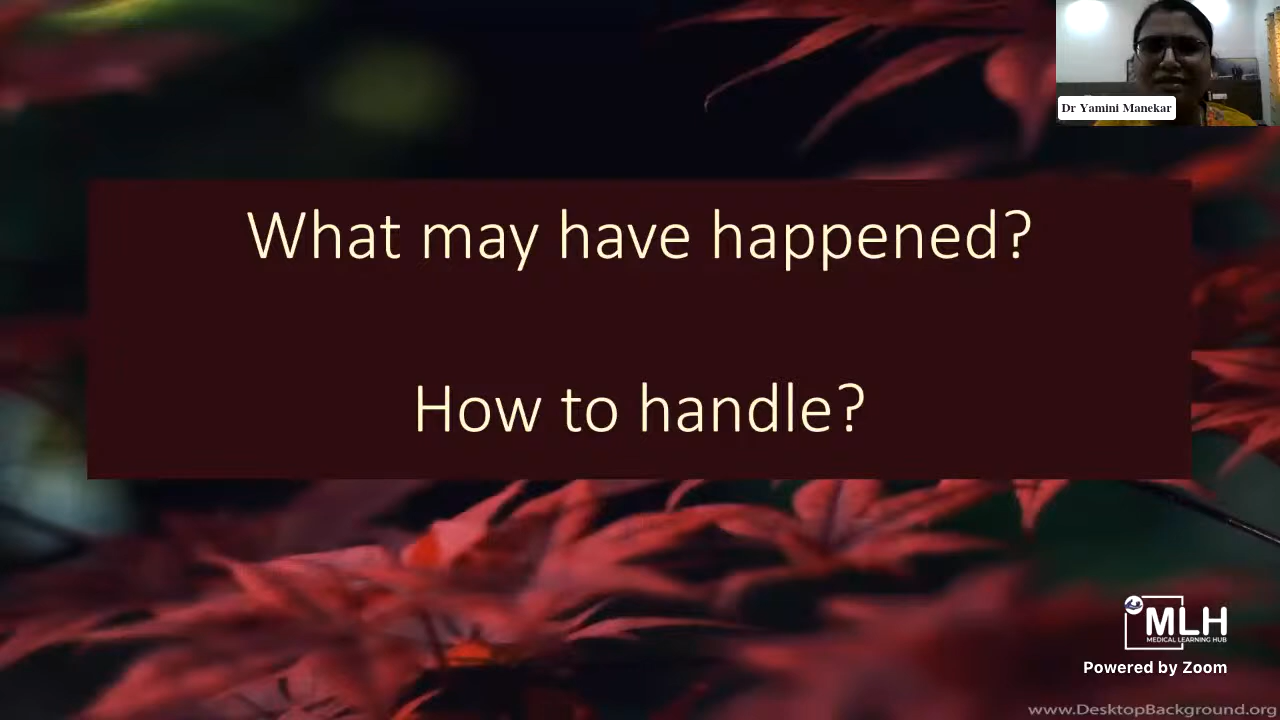 Dr Yamini Manekar
What may have happened?
How to handle?
MLH
MEDICAL LEARNING HUB
Powered by Zoom
www.DesktopBackground.org